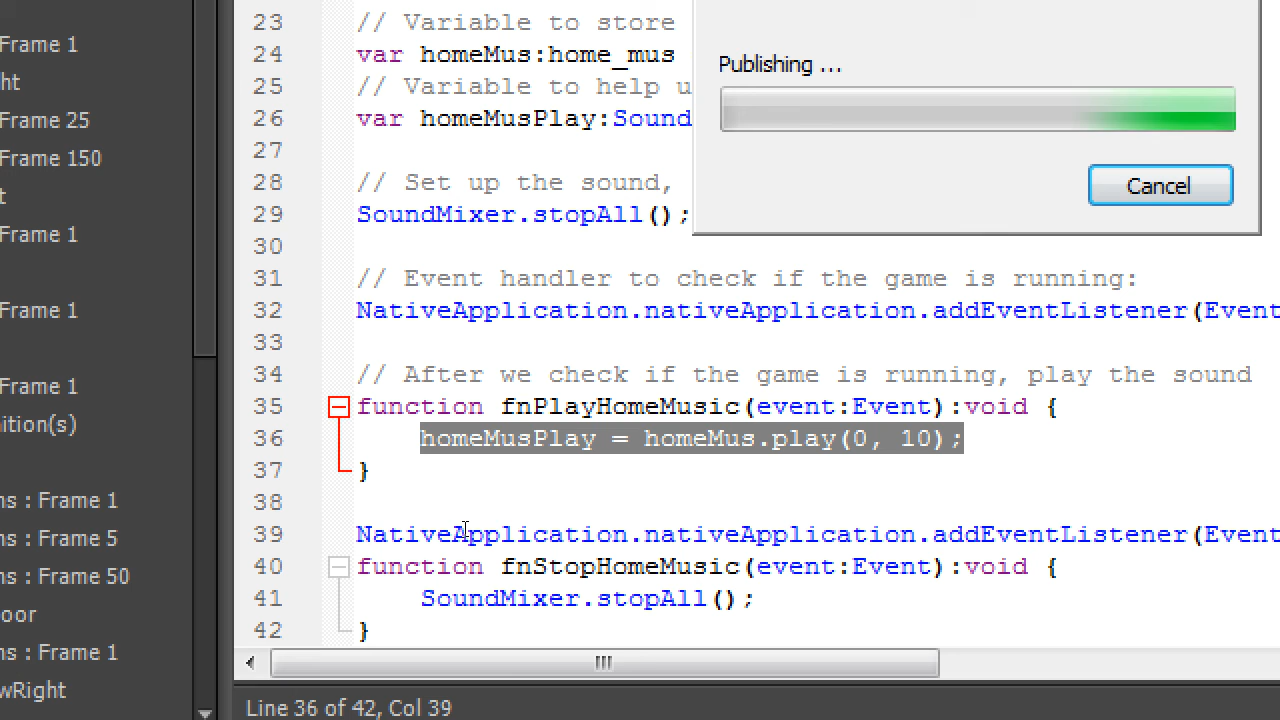 Frame 1
ht
Frame 25
Frame 150
t
Frame 1
Frame 1
Frame 1
ition(s)
ns : Frame 1
ns : Frame 5
ns : Frame 50
oor
ns : Frame 1
wRight
23 // Variable to store
24 var homeMus:home_mus
25 // Variable to help u
26 var homeMusPlay:Sound
27
28 // Set up the sound,
29 SoundMixer.stopAll();
30
31 // Event handler to check if the game is running:
32 NativeApplication.nativeApplication.addEventListener(Event
33
34 // After we check if the game is running, play the sound
35 function fnPlayHomeMusic(event:Event):void {
36 homeMusPlay = homeMus.play(0, 10);
37 }
38
39 NativeApplication.nativeApplication.addEventListener(Event
40 function fnStopHomeMusic(event:Event):void {
41 SoundMixer.stopAll();
42 }
Line 36 of 42, Col 39
Publishing ...
Cancel